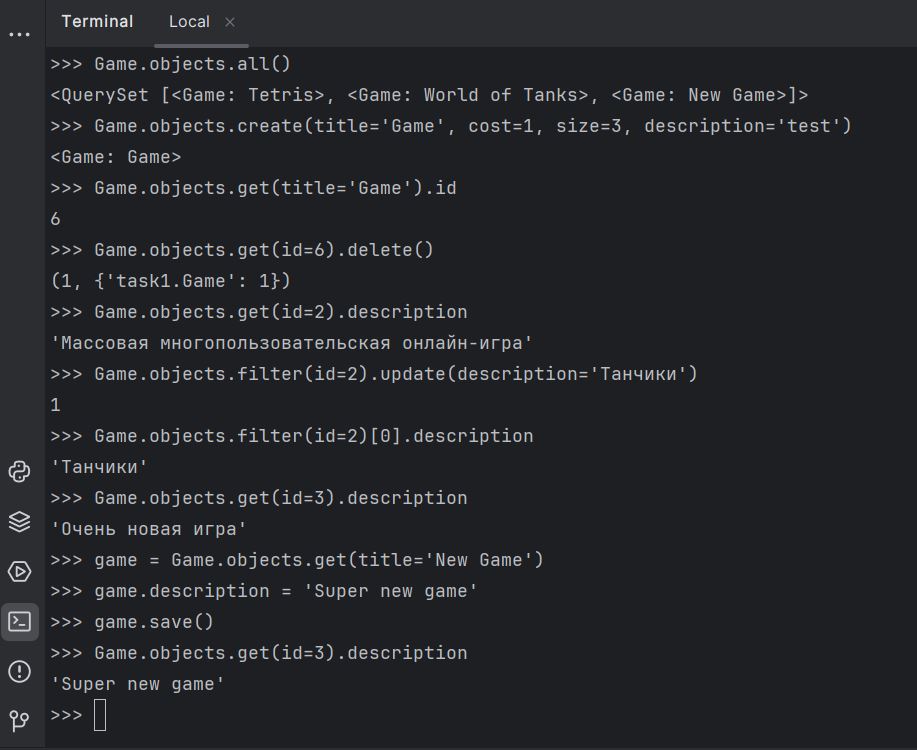 Terminal Local
>>> Game.objects.all()
<QuerySet [<Game: Tetris>, <Game: World of Tanks>, <Game: New Game>]>
>>> Game.objects.create(title='Game', cost=1, size=3, description='test')
<Game: Game>
>>> Game.objects.get(title='Game').id
6
>>> Game.objects.get(id=6).delete()
(1, {'task1.Game': 1})
>>> Game.objects.get(id=2).description
'Массовая многопользовательская онлайн-игра'
>>> Game.objects.filter(id=2).update(description='Танчики')
1
>>> Game.objects.filter(id=2)[0].description
'Танчики'
>>> Game.objects.get(id=3).description
'Очень новая игра'
>>> game = Game.objects.get(title='New Game')
>>> game.description = 'Super new game'
>>> game.save()
>>> Game.objects.get(id=3).description
'Super new game'
>>>